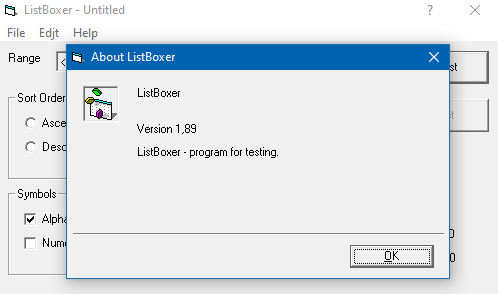 ListBoxer - Untitled
?
File Edjt Help
About ListBoxer
Range
ListBoxer
Sort Order
Version 1,89
ListBoxer - program for testing.
Symbols
OK